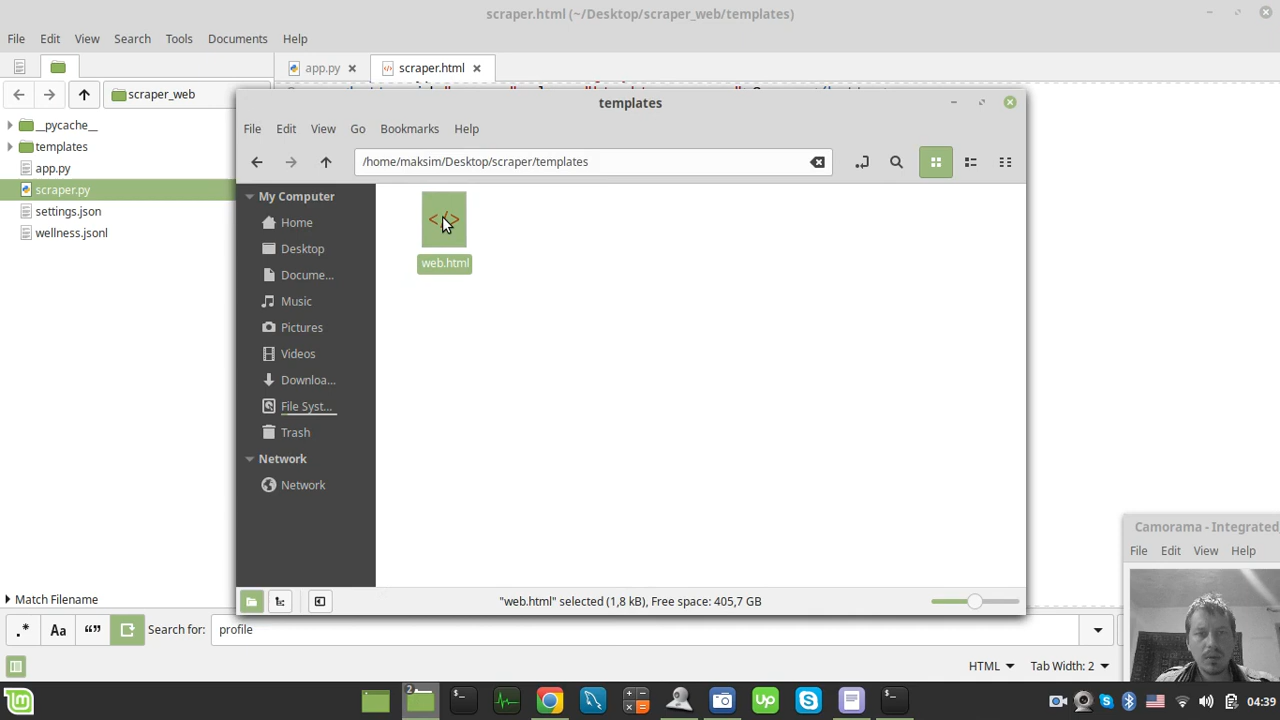 scraper.html (~/Desktop/scraper_web/templates)
File Edit View Search Tools Documents Help
app.py scraper.html
scraper_web
__pycache__
templates
app.py
scraper.py
settings.json
wellness.jsonl
templates
File Edit View Go Bookmarks Help
/home/maksim/Desktop/scraper/templates
My Computer
Home
Desktop
Docume...
Music
Pictures
Videos
Downloa...
File Syst...
Trash
Network
Network
web.html
"web.html" selected (1,8 kB), Free space: 405,7 GB
Camorama - Integrated
File Edit View Help
Match Filename
.* Aa “” Search for: profile
HTML Tab Width: 2
2
Up
04:39